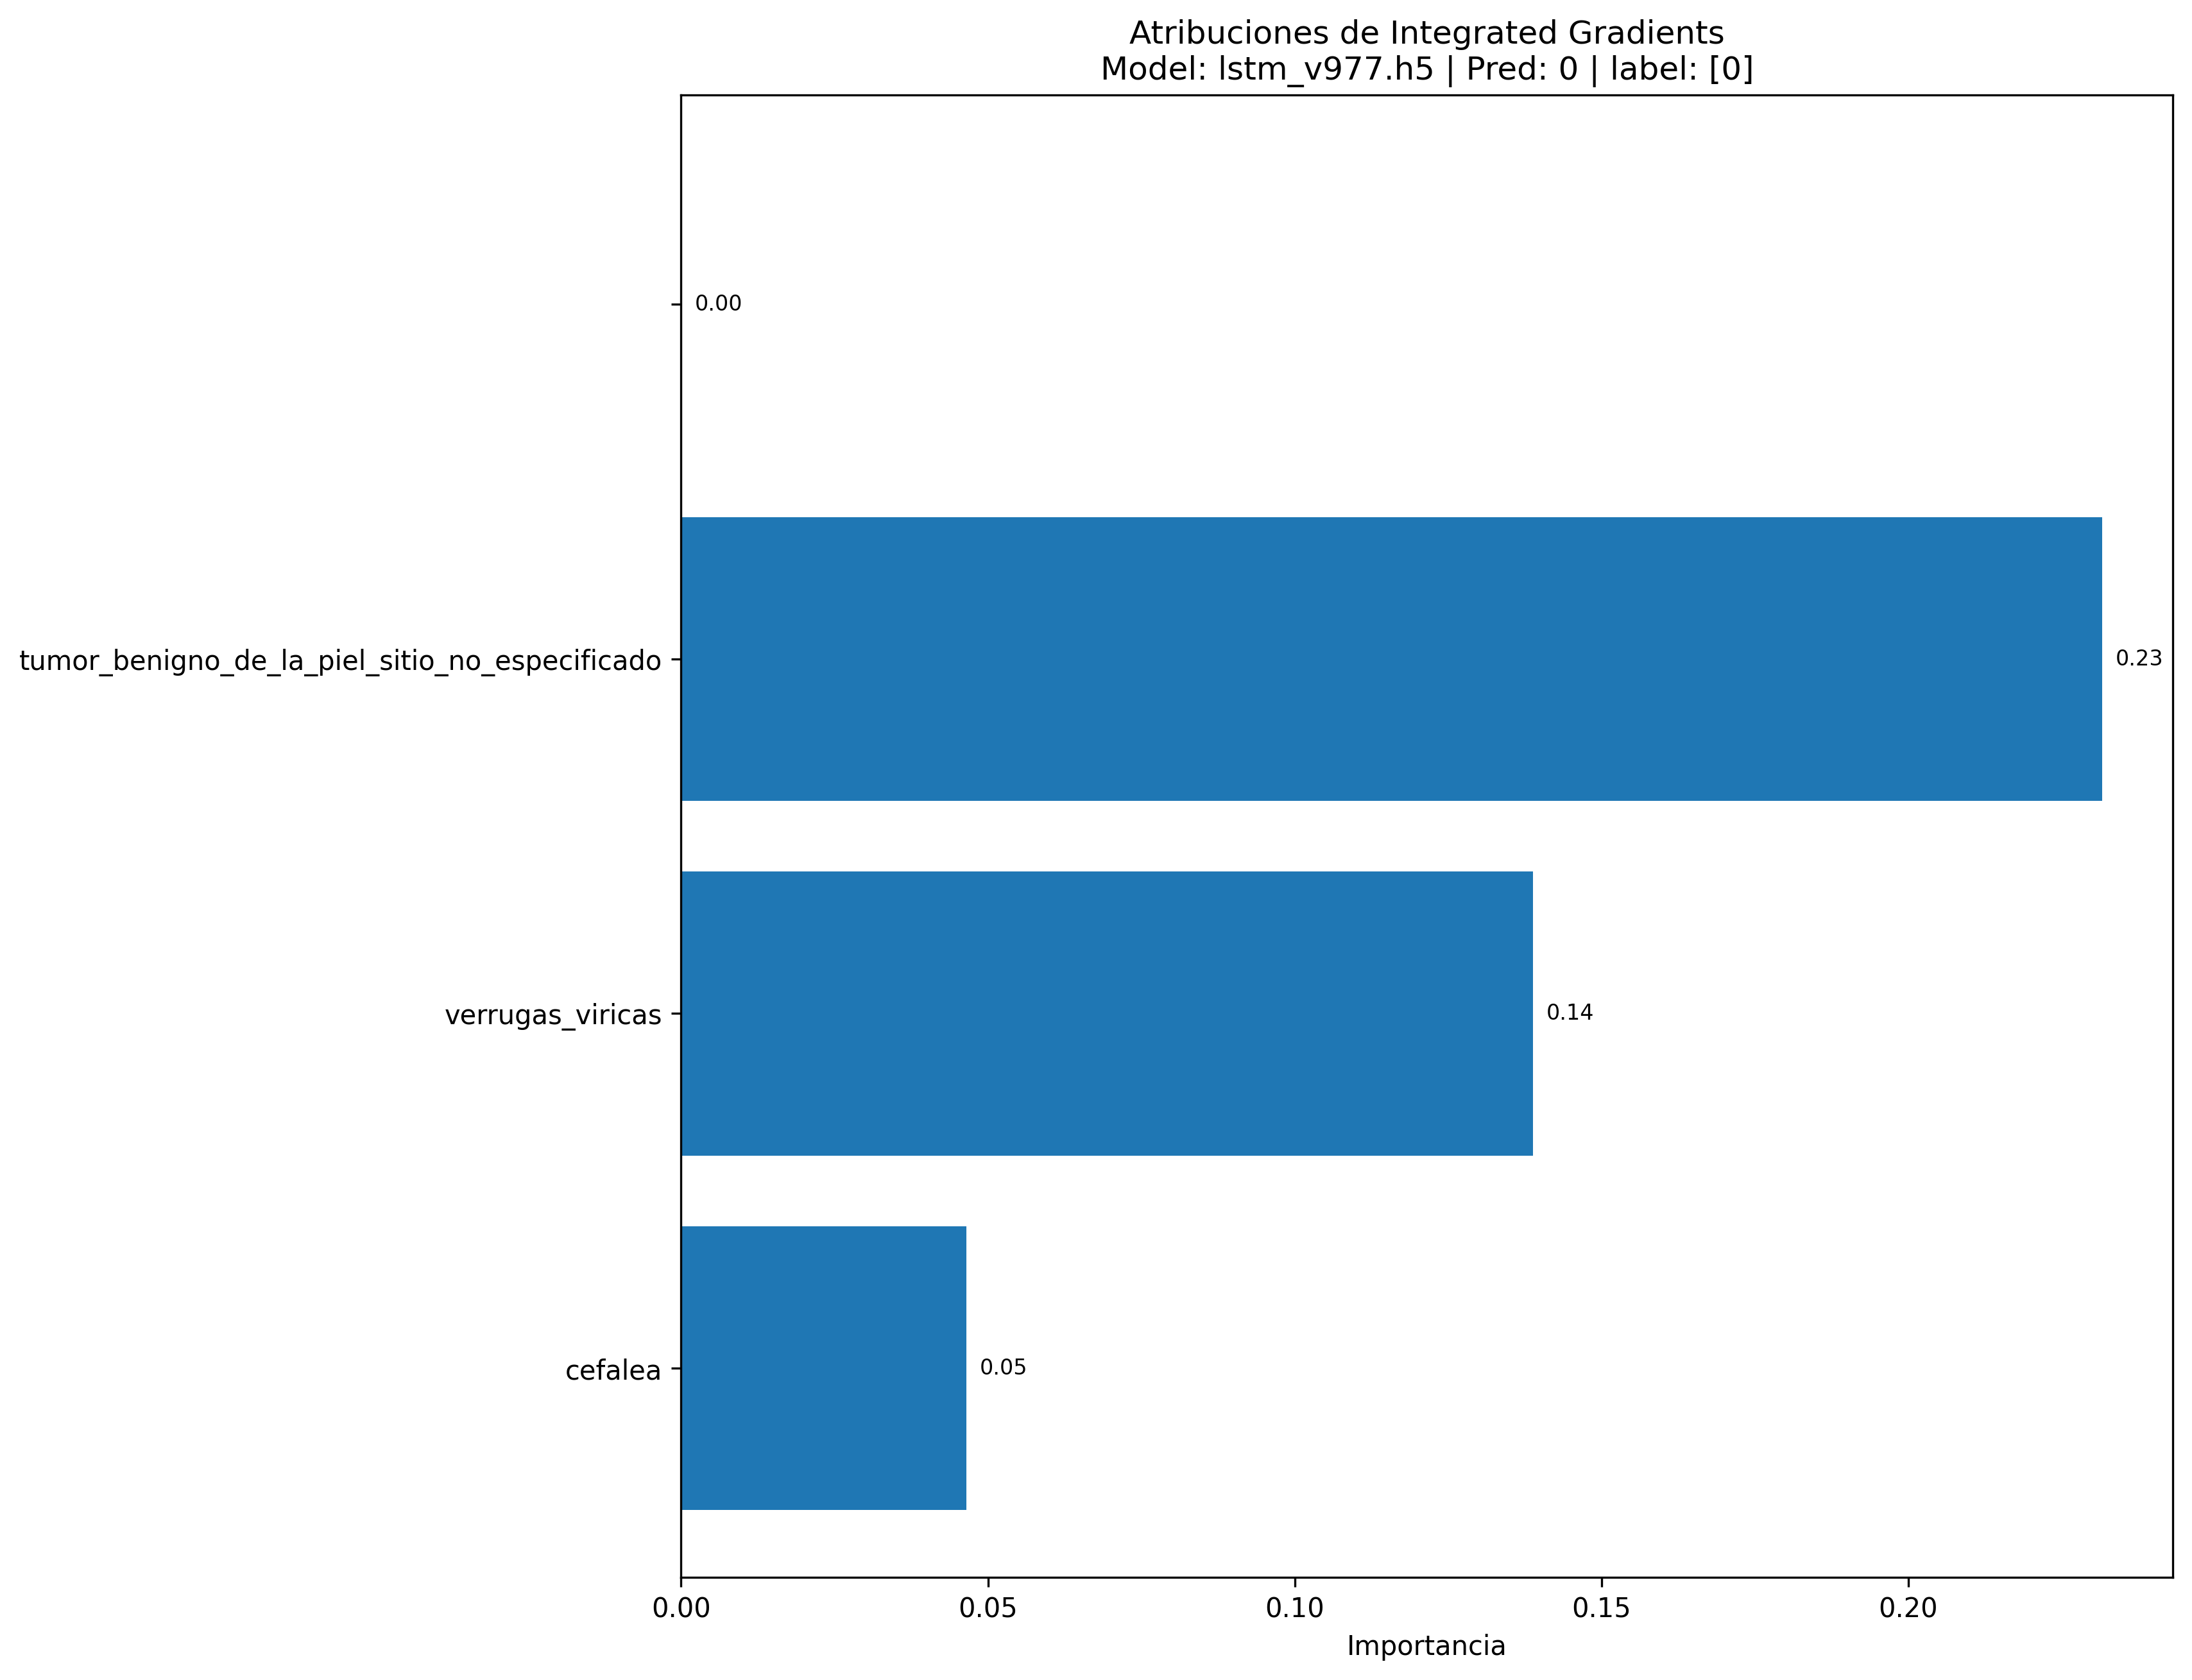 Atribuciones de Integrated Gradients
Model: lstm_v977.h5 | Pred: 0 | label: [0]
0.00
tumor_benigno_de_la_piel_sitio_no_especificado
0.23
verrugas_viricas
0.14
cefalea
0.05
0.00 0.05 0.10 0.15 0.20
Importancia